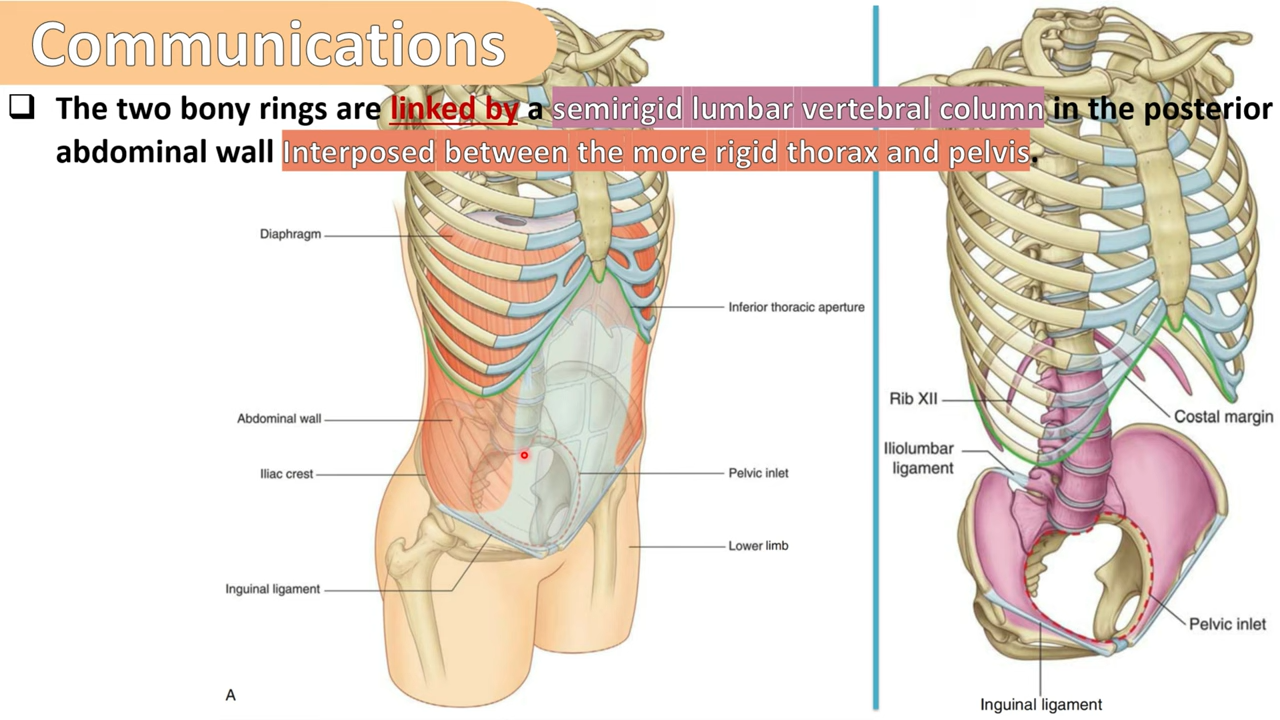 Communications
❑ The two bony rings are linked by a semirigid lumbar vertebral column in the posterior
abdominal wall Interposed between the more rigid thorax and pelvis.
Diaphragm
Inferior thoracic aperture
Abdominal wall
Iliac crest
Pelvic inlet
Lower limb
Inguinal ligament
A
Rib XII
Costal margin
Iliolumbar
ligament
Pelvic inlet
Inguinal ligament